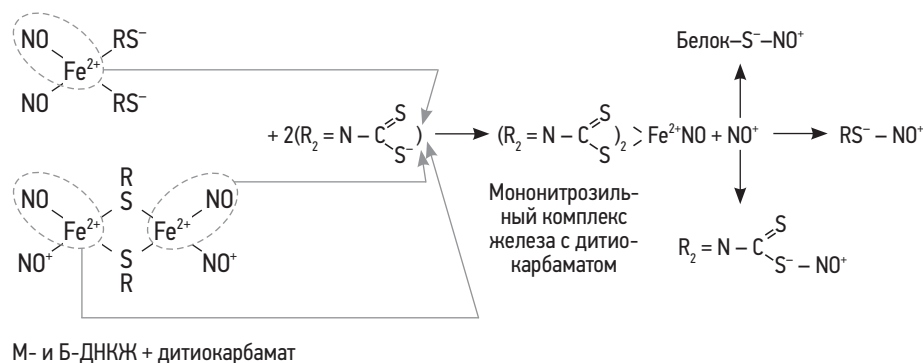 NO
RS⁻
Fe²⁺
NO
RS⁻
+ 2(R₂ = N – C
S
S⁻
)
(R₂ = N – C
S
S
)₂
Fe²⁺NO + NO⁺
Белок–S⁻–NO⁺
RS⁻ – NO⁺
Мононитрозиль-
ный комплекс
железа с дитио-
карбаматом
R₂ = N – C
S
S⁻ – NO⁺
R
NO
S
NO
Fe²⁺
Fe²⁺
NO⁺
S
NO⁺
R
М- и Б-ДНКЖ + дитиокарбамат